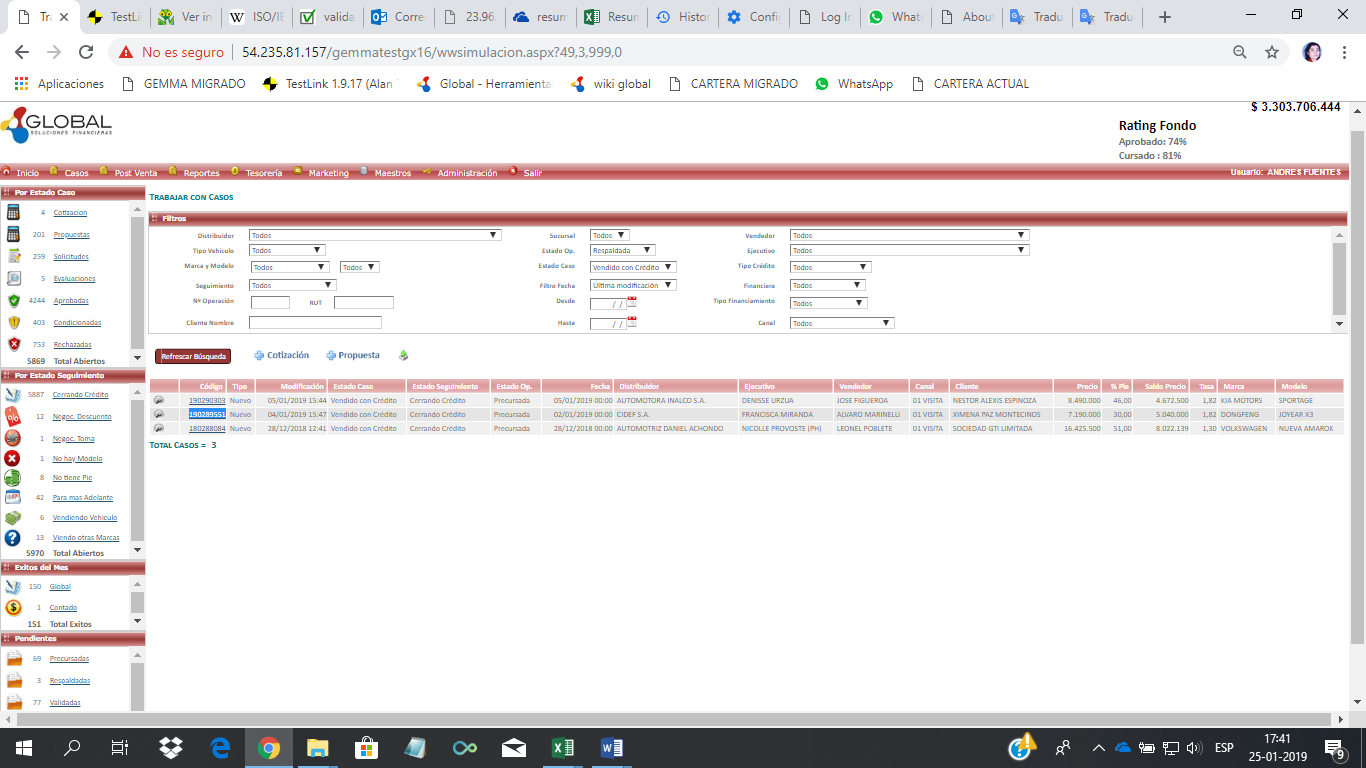 Tra
TestLi
Ver in
ISO/IE
valida
Corre
23.96
resum
Resun
Histor
Config
Log In
Whats
About
Tradu
Tradu
No es seguro | 54.235.81.157/gemmatestgx16/wwsimulacion.aspx?49,3,999,0
Aplicaciones GEMMA MIGRADO TestLink 1.9.17 (Alan Global - Herramienta wiki global CARTERA MIGRADO WhatsApp CARTERA ACTUAL
$ 3.303.706.444
GLOBAL
SOLUCIONES FINANCIERAS
Rating Fondo
Aprobado: 74%
Cursado : 81%
Inicio Casos Post Venta Reportes Tesorería Marketing Maestros Administración Salir Usuario: ANDRES FUENTES
Por Estado Caso
4 Cotizacion
201 Propuestas
259 Solicitudes
5 Evaluaciones
4244 Aprobadas
403 Condicionadas
753 Rechazadas
5869 Total Abiertos
Por Estado Seguimiento
5887 Cerrando Crédito
12 Negoc. Descuento
1 Negoc. Toma
1 No hay Modelo
8 No tiene Pie
42 Para mas Adelante
6 Vendiendo Vehiculo
13 Viendo otras Marcas
5970 Total Abiertos
Exitos del Mes
150 Global
1 Contado
151 Total Exitos
Pendientes
69 Precursadas
3 Respaldadas
77 Validadas
TRABAJAR CON CASOS
Filtros
Distribuidor Todos Sucursal Todos Vendedor Todos
Tipo Vehículo Todos Estado Op. Respaldada Ejecutivo Todos
Marca y Modelo Todos Todos Estado Caso Vendido con Crédito Tipo Crédito Todos
Seguimiento Todos Filtro Fecha Última modificación Financiera Todos
Nº Operación RUT Desde / / Tipo Financiamiento Todos
Cliente Nombre Hasta / / Canal Todos
Refrescar Búsqueda Cotización Propuesta
Código Tipo Modificación Estado Caso Estado Seguimiento Estado Op. Fecha Distribuidor Ejecutivo Vendedor Canal Cliente Precio % Pie Saldo Precio Tasa Marca Modelo
190290303 Nuevo 05/01/2019 15:44 Vendido con Crédito Cerrando Crédito Precursada 05/01/2019 00:00 AUTOMOTORA INALCO S.A. DENISSE URZUA JOSE FIGUEROA 01 VISITA NESTOR ALEXIS ESPINOZA 8.490.000 46,00 4.672.500 1,82 KIA MOTORS SPORTAGE
190289551 Nuevo 04/01/2019 15:47 Vendido con Crédito Cerrando Crédito Precursada 02/01/2019 00:00 CIDEF S.A. FRANCISCA MIRANDA ALVARO MARINELLI 01 VISITA XIMENA PAZ MONTECINOS 7.190.000 30,00 5.040.000 1,82 DONGFENG JOYEAR X3
180288084 Nuevo 28/12/2018 12:41 Vendido con Crédito Cerrando Crédito Precursada 28/12/2018 00:00 AUTOMOTRIZ DANIEL ACHONDO NICOLLE PROVOSTE (PH) LEONEL POBLETE 01 VISITA SOCIEDAD GTI LIMITADA 16.425.500 51,00 8.022.139 1,30 VOLKSWAGEN NUEVA AMAROK
TOTAL CASOS = 3
ESP
17:41
25-01-2019
9